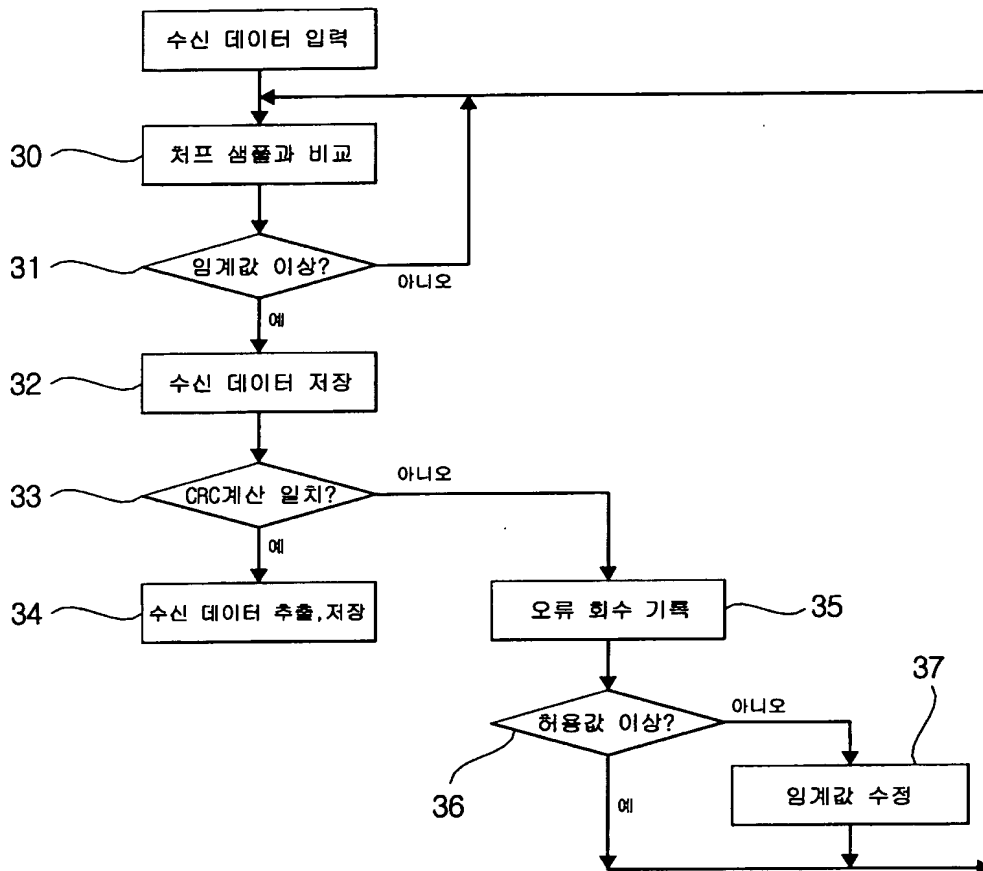 수신 데이터 입력
30
처프 샘플과 비교
31
임계값 이상?
아니오
예
32
수신 데이터 저장
33
CRC계산 일치?
아니오
예
34
수신 데이터 추출,저장
오류 회수 기록
35
37
허용값 이상?
아니오
36
예
임계값 수정